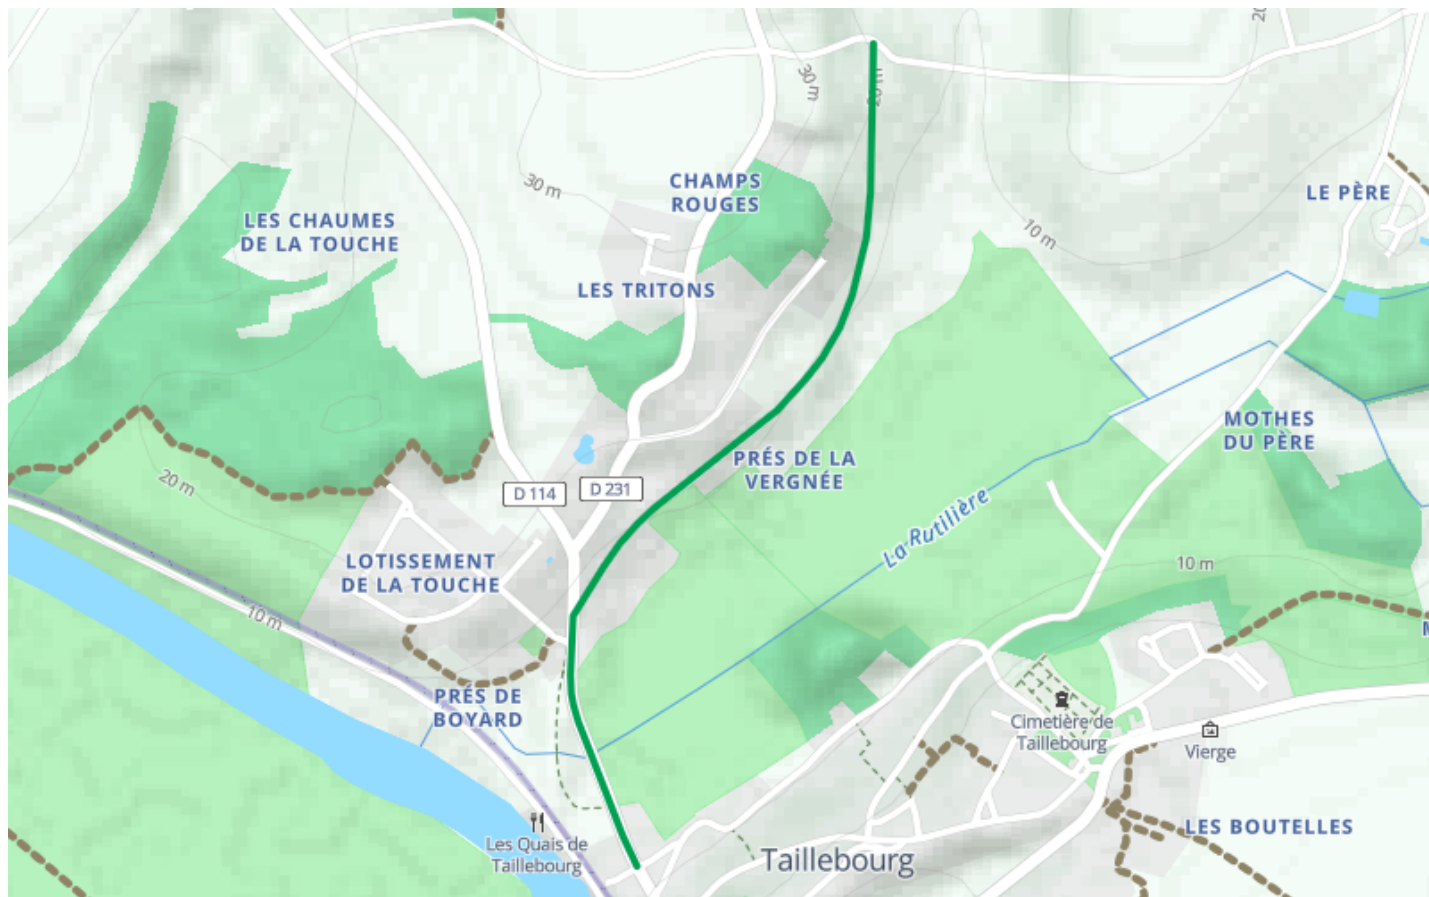 20
30 m
20 m
CHAMPS
ROUGES
30 m
LE PÈRE
LES CHAUMES
DE LA TOUCHE
10 m
LES TRITONS
MOTHES
DU PÈRE
PRÉS DE LA
VERGNÉE
20 m
D 114
D 231
La Rutilière
LOTISSEMENT
DE LA TOUCHE
10 m
10 m
PRÉS DE
BOYARD
Cimetière de
Taillebourg
Vierge
Les Quais de
Taillebourg
LES BOUTELLES
Taillebourg